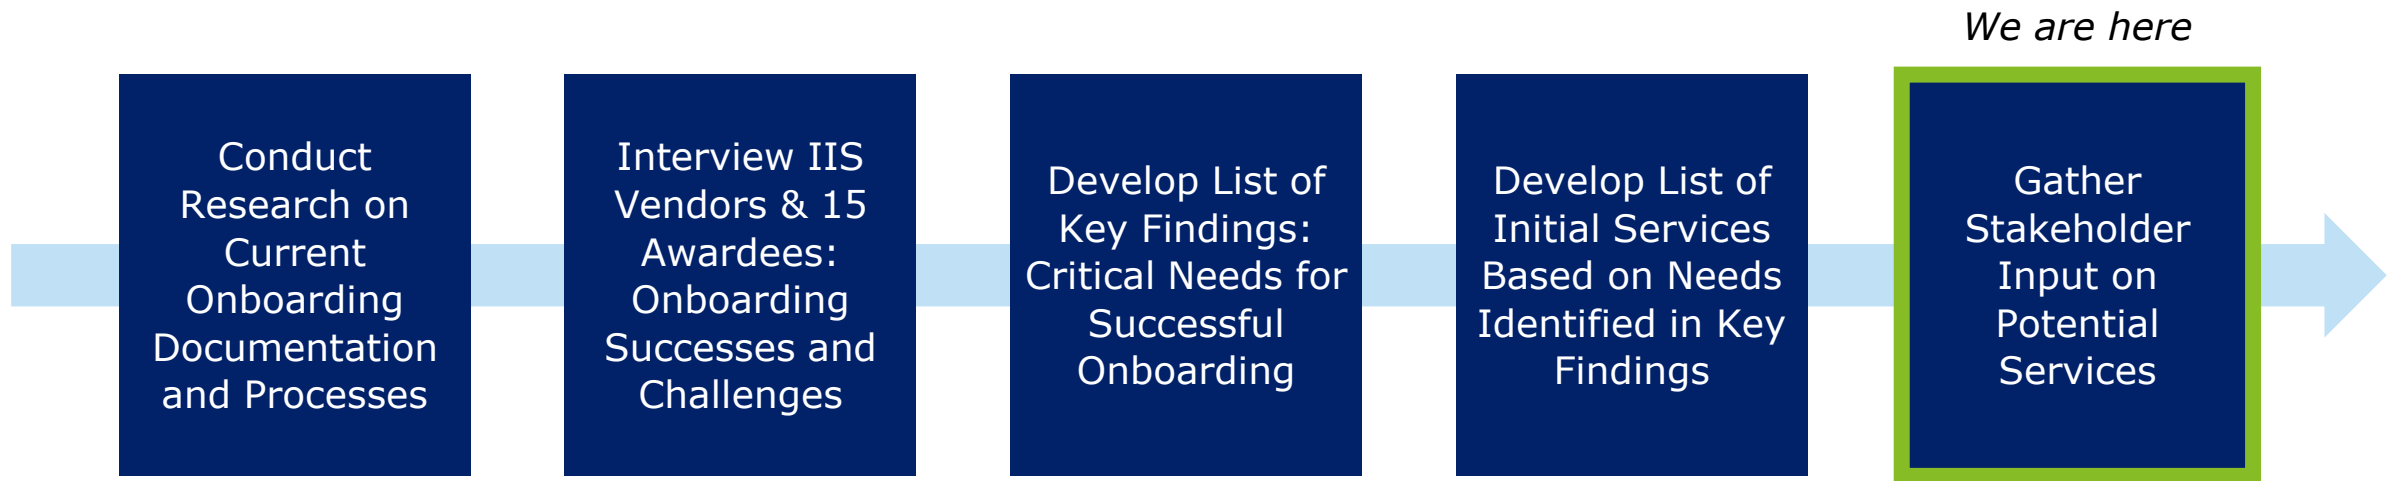 We are here
Conduct
Research on
Current
Onboarding
Documentation
and Processes
Interview IIS
Vendors & 15
Awardees:
Onboarding
Successes and
Challenges
Develop List of
Key Findings:
Critical Needs for
Successful
Onboarding
Develop List of
Initial Services
Based on Needs
Identified in Key
Findings
Gather
Stakeholder
Input on
Potential
Services